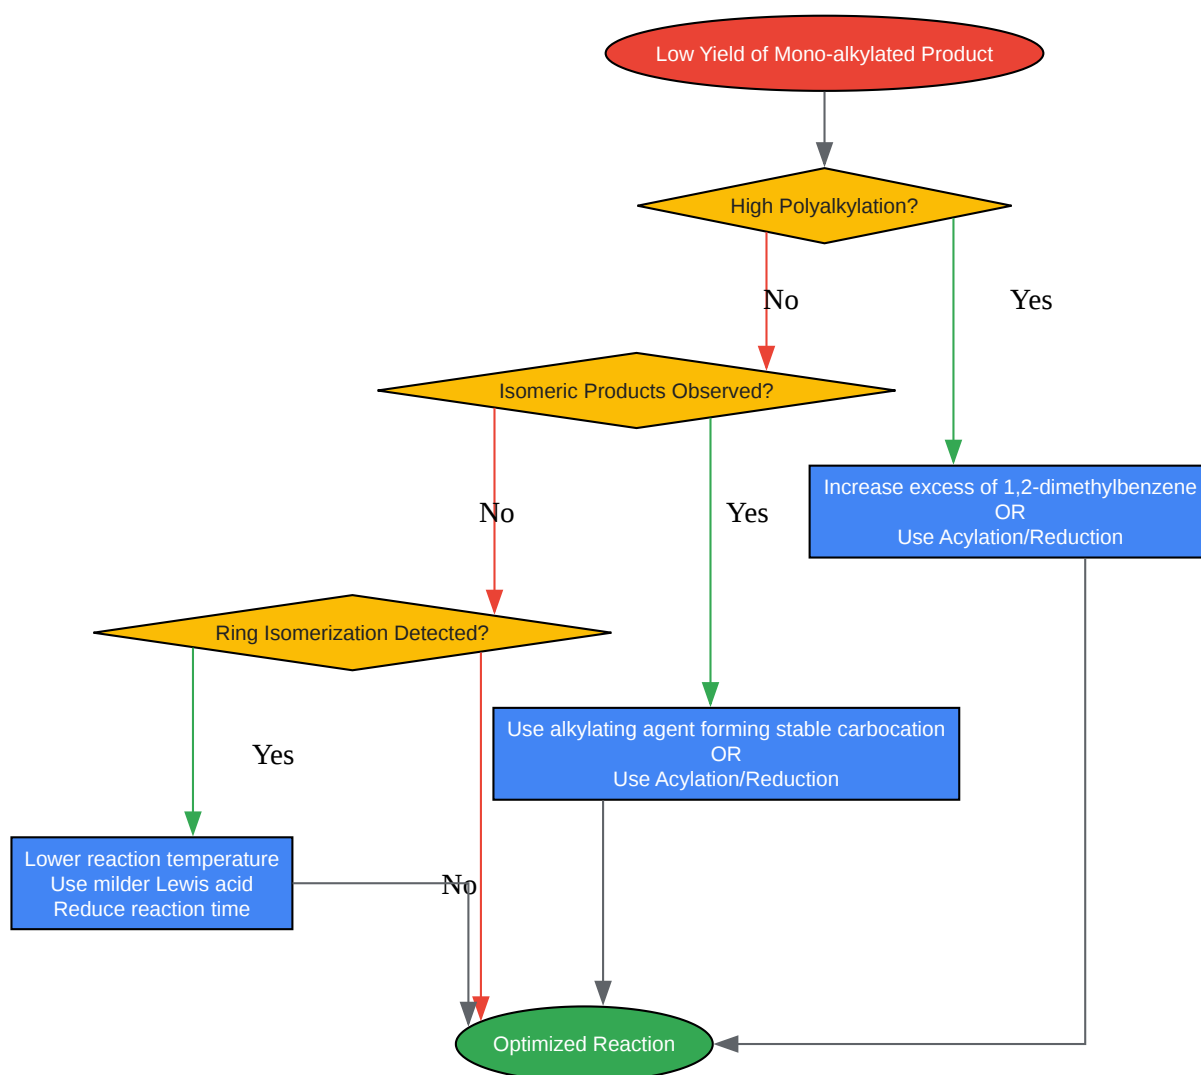 Low Yield of Mono-alkylated Product
High Polyalkylation?
No
Yes
Isomeric Products Observed?
Increase excess of 1,2-dimethylbenzene
OR
Use Acylation/Reduction
No
Yes
Ring Isomerization Detected?
Use alkylating agent forming stable carbocation
OR
Use Acylation/Reduction
Yes
Lower reaction temperature
Use milder Lewis acid
Reduce reaction time
No
Optimized Reaction